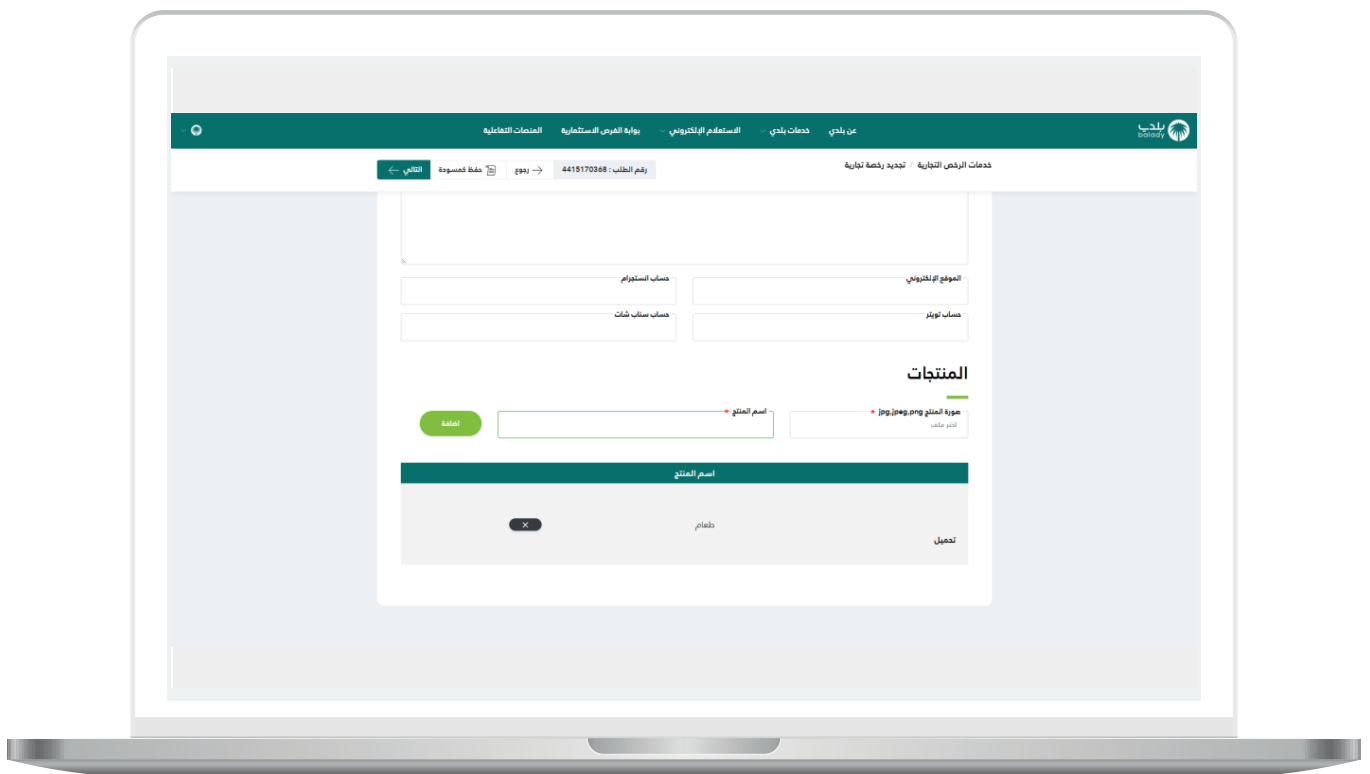 بلدي
balady
عن بلدي
خدمات بلدي
الاستعلام الإلكتروني
بوابة الفرص الاستثمارية
المنصات التفاعلية
خدمات الرخص التجارية / تجديد رخصة تجارية
رقم الطلب : 4415170368
رجوع
حفظ كمسودة
التالي
الموقع الإلكتروني
حساب انستجرام
حساب تويتر
حساب سناب شات
المنتجات
صورة المنتج jpg,jpeg,png *
اختر ملف
اسم المنتج *
اضافة
اسم المنتج
طعام
تحميل